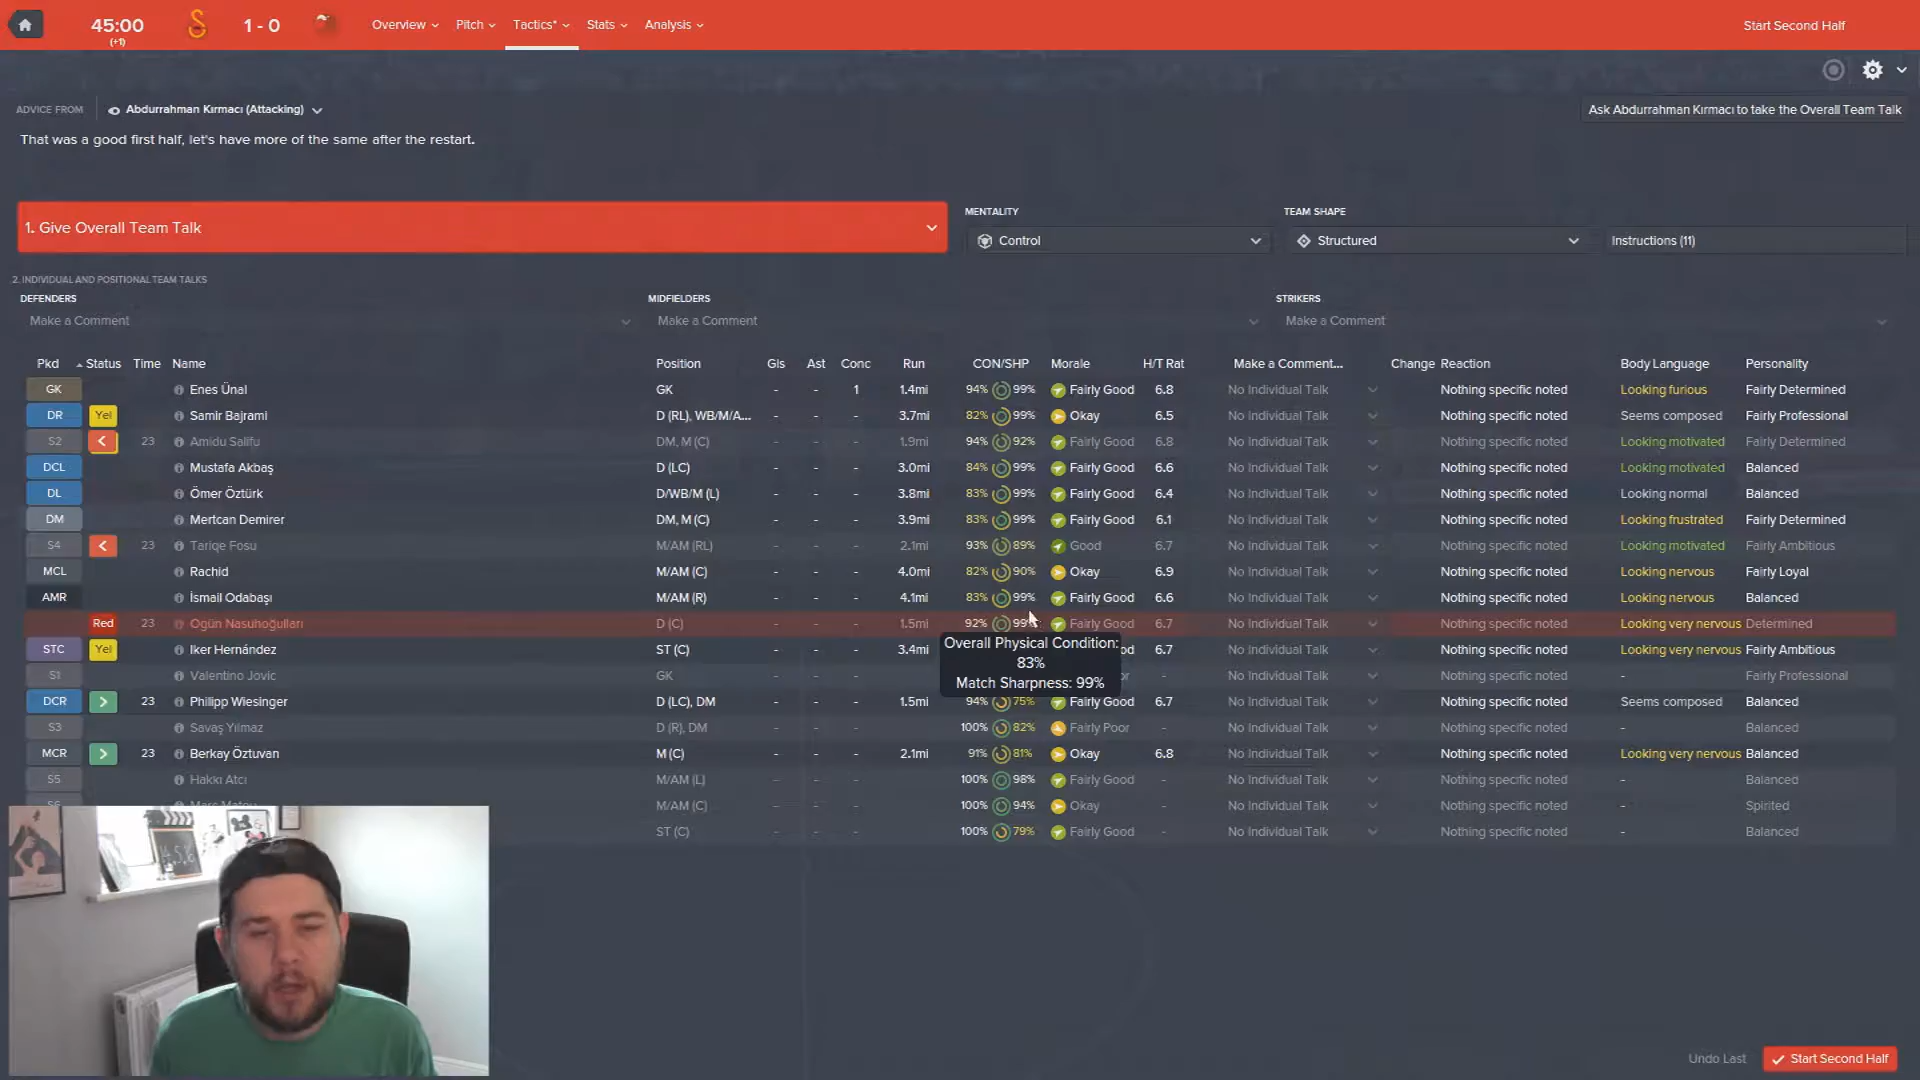 45:00
(+1)
1 - 0
Overview
Pitch
Tactics*
Stats
Analysis
Start Second Half
ADVICE FROM
Abdurrahman Kırmacı (Attacking)
Ask Abdurrahman Kırmacı to take the Overall Team Talk
That was a good first half, let's have more of the same after the restart.
1. Give Overall Team Talk
MENTALITY
Control
TEAM SHAPE
Structured
Instructions (11)
2. INDIVIDUAL AND POSITIONAL TEAM TALKS
DEFENDERS
MIDFIELDERS
STRIKERS
Make a Comment
Make a Comment
Make a Comment
Pkd Status Time Name Position Gls Ast Conc Run CON/SHP Morale H/T Rat Make a Comment... Change Reaction Body Language Personality
GK Enes Ünal GK - - 1 1.4mi 94% 99% Fairly Good 6.8 No Individual Talk Nothing specific noted Looking furious Fairly Determined
DR Yel Samir Bajrami D (RL), WB/M/A... - - - 3.7mi 82% 99% Okay 6.5 No Individual Talk Nothing specific noted Seems composed Fairly Professional
S2 23 Amidu Salifu DM, M (C) - - - 1.9mi 94% 92% Fairly Good 6.8 No Individual Talk Nothing specific noted Looking motivated Fairly Determined
DCL Mustafa Akbaş D (LC) - - - 3.0mi 84% 99% Fairly Good 6.6 No Individual Talk Nothing specific noted Looking motivated Balanced
DL Ömer Öztürk D/WB/M (L) - - - 3.8mi 83% 99% Fairly Good 6.4 No Individual Talk Nothing specific noted Looking normal Balanced
DM Mertcan Demirer DM, M (C) - - - 3.9mi 83% 99% Fairly Good 6.1 No Individual Talk Nothing specific noted Looking frustrated Fairly Determined
S4 23 Tariqe Fosu M/AM (RL) - - - 2.1mi 93% 89% Good 6.7 No Individual Talk Nothing specific noted Looking motivated Fairly Ambitious
MCL Rachid M/AM (C) - - - 4.0mi 82% 90% Okay 6.9 No Individual Talk Nothing specific noted Looking nervous Fairly Loyal
AMR İsmail Odabaşı M/AM (R) - - - 4.1mi 83% 99% Fairly Good 6.6 No Individual Talk Nothing specific noted Looking nervous Balanced
Red 23 Ogün Nasuhoğulları D (C) - - - 1.5mi 92% 99% Fairly Good 6.7 No Individual Talk Nothing specific noted Looking very nervous Determined
STC Yel Iker Hernández ST (C) - - - 3.4mi 6.7 No Individual Talk Nothing specific noted Looking very nervous Fairly Ambitious
Overall Physical Condition:
83%
Match Sharpness: 99%
S1 Valentino Jovic GK - - - - - No Individual Talk Nothing specific noted - Fairly Professional
DCR 23 Philipp Wiesinger D (LC), DM - - - 1.5mi 94% 75% Fairly Good 6.7 No Individual Talk Nothing specific noted Seems composed Balanced
S3 Savaş Yılmaz D (R), DM - - - - 100% 82% Fairly Poor - No Individual Talk Nothing specific noted - Balanced
MCR 23 Berkay Öztuvan M (C) - - - 2.1mi 91% 81% Okay 6.8 No Individual Talk Nothing specific noted Looking very nervous Balanced
S5 Hakkı Atcı M/AM (L) - - - - 100% 98% Fairly Good - No Individual Talk Nothing specific noted - Balanced
M/AM (C) - - - - 100% 94% Okay - No Individual Talk Nothing specific noted - Spirited
ST (C) - - - - 100% 79% Fairly Good - No Individual Talk Nothing specific noted - Balanced
Undo Last
Start Second Half